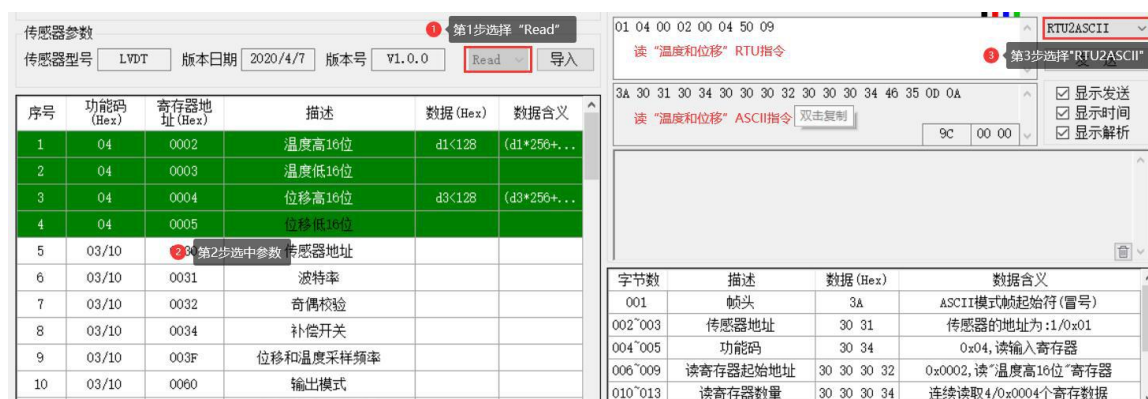 传感器参数
1 第1步选择 “Read”
传感器型号 LVDT 版本日期 2020/4/7 版本号 V1.0.0 Read 导入
序号 功能码(Hex) 寄存器地址(Hex) 描述 数据(Hex) 数据含义
1 04 0002 温度高16位 d1<128 (d1*256+...
2 04 0003 温度低16位
3 04 0004 位移高16位 d3<128 (d3*256+...
4 04 0005 位移低16位
5 03/10 传感器地址
2 第2步选中参数
6 03/10 0031 波特率
7 03/10 0032 奇偶校验
8 03/10 0034 补偿开关
9 03/10 003F 位移和温度采样频率
10 03/10 0060 输出模式
01 04 00 02 00 04 50 09
读 “温度和位移” RTU指令
RTU2ASCII
3 第3步选择"RTU2ASCII"
3A 30 31 30 34 30 30 30 32 30 30 30 34 46 35 0D 0A
读 “温度和位移” ASCII指令
双击复制
9C 00 00
显示发送
显示时间
显示解析
字节数 描述 数据(Hex) 数据含义
001 帧头 3A ASCII模式帧起始符(冒号)
002~003 传感器地址 30 31 传感器的地址为:1/0x01
004~005 功能码 30 34 0x04,读输入寄存器
006~009 读寄存器起始地址 30 30 30 32 0x0002,读“温度高16位”寄存器
010~013 读寄存器数量 30 30 30 34 连续读取4/0x0004个寄存数据